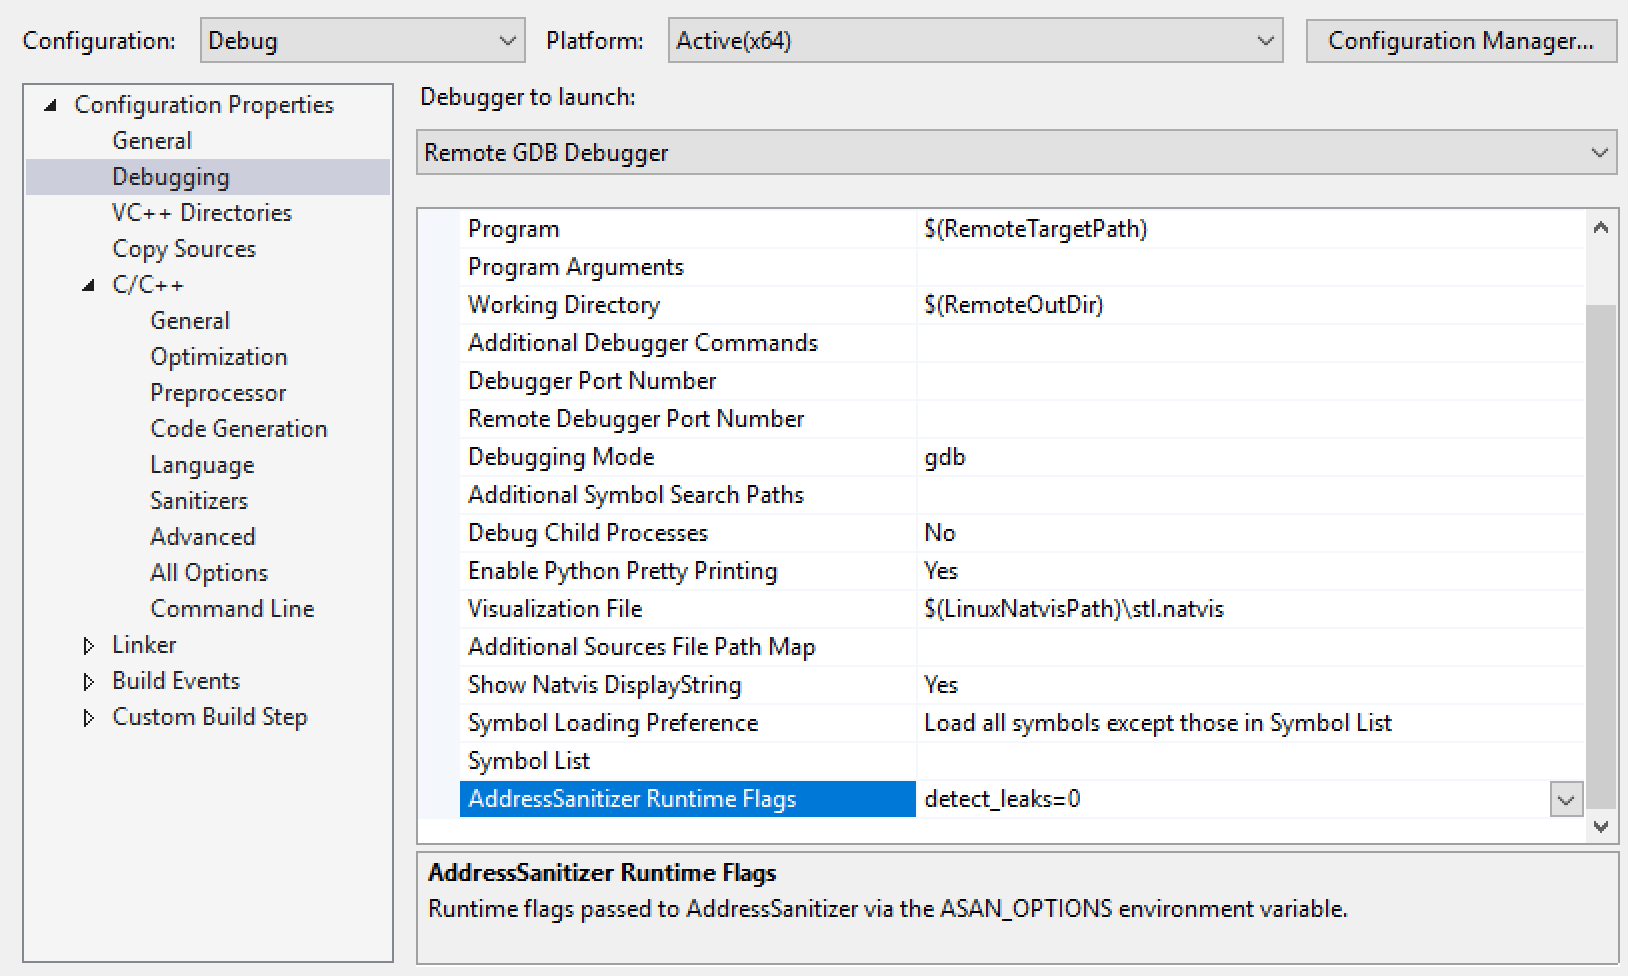 Configuration: Debug Platform: Active(x64) Configuration Manager...
Configuration Properties
General
Debugging
VC++ Directories
Copy Sources
C/C++
General
Optimization
Preprocessor
Code Generation
Language
Sanitizers
Advanced
All Options
Command Line
Linker
Build Events
Custom Build Step
Debugger to launch:
Remote GDB Debugger
Program $(RemoteTargetPath)
Program Arguments
Working Directory $(RemoteOutDir)
Additional Debugger Commands
Debugger Port Number
Remote Debugger Port Number
Debugging Mode gdb
Additional Symbol Search Paths
Debug Child Processes No
Enable Python Pretty Printing Yes
Visualization File $(LinuxNatvisPath)\stl.natvis
Additional Sources File Path Map
Show Natvis DisplayString Yes
Symbol Loading Preference Load all symbols except those in Symbol List
Symbol List
AddressSanitizer Runtime Flags detect_leaks=0
AddressSanitizer Runtime Flags
Runtime flags passed to AddressSanitizer via the ASAN_OPTIONS environment variable.